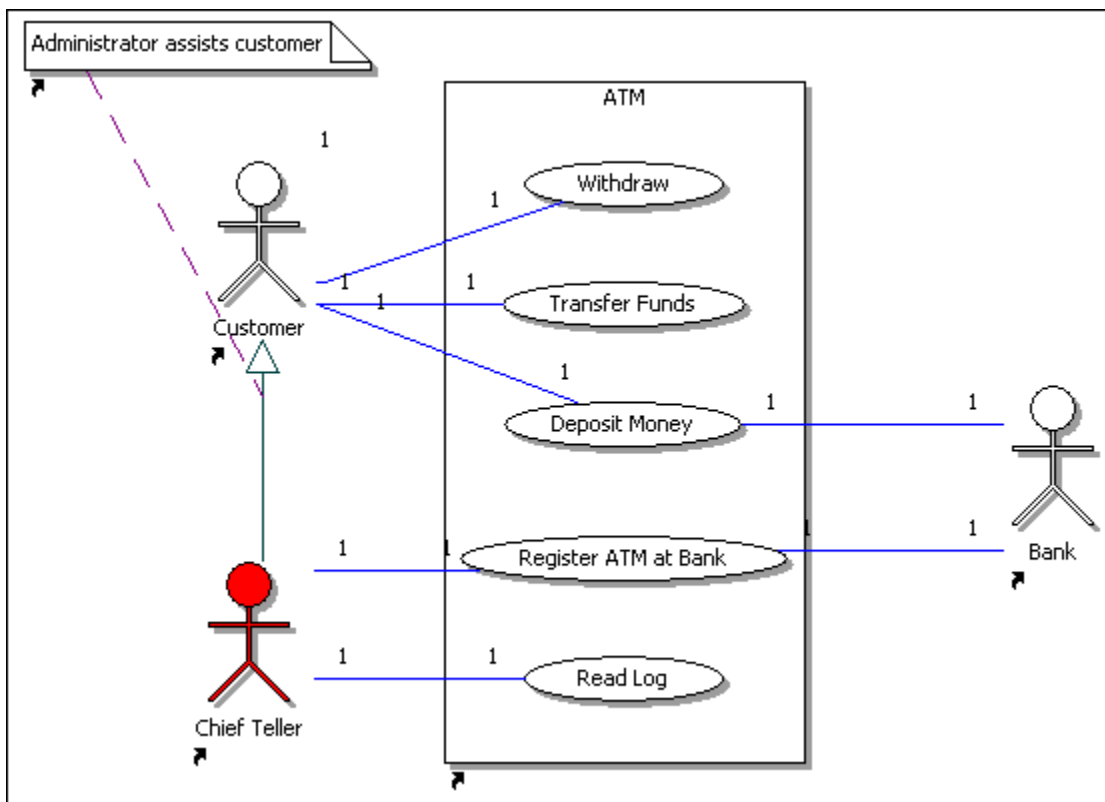 Administrator assists customer
ATM
1
Withdraw
1
Customer
1
1
1
Transfer Funds
1
Deposit Money
1
1
Bank
1
1
Register ATM at Bank
1
1
Chief Teller
1
1
Read Log